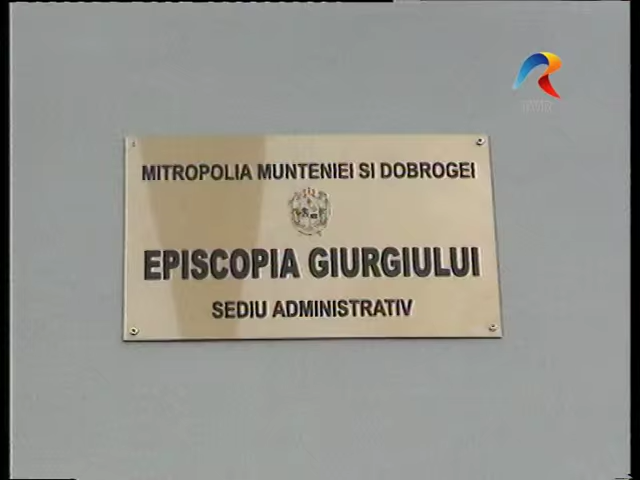 MITROPOLIA MUNTENIEI SI DOBROGEI
EPISCOPIA GIURGIULUI
SEDIU ADMINISTRATIV